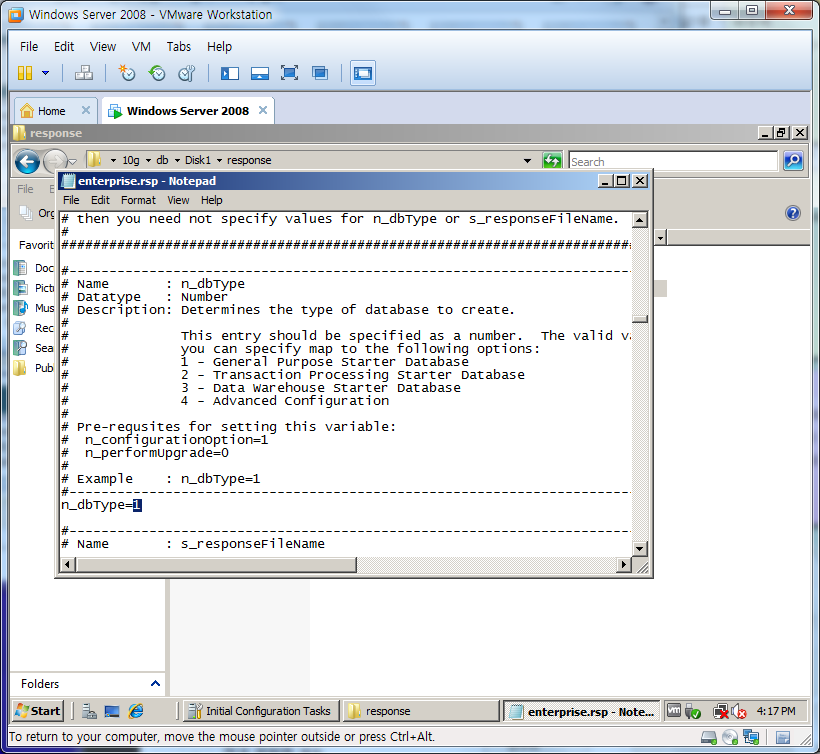 Windows Server 2008 - VMware Workstation
File Edit View VM Tabs Help
Home
Windows Server 2008
response
10g db Disk1 response
Search
File
enterprise.rsp - Notepad
File Edit Format View Help
Org
Favorit
Doc
Pict
Mus
Rec
Sea
Pub
# then you need not specify values for n_dbType or s_responseFileName.
#
########################################################################
#-----------------------------------------------------------------------
# Name       : n_dbType
# Datatype   : Number
# Description: Determines the type of database to create.
#
#              This entry should be specified as a number.  The valid va
#              you can specify map to the following options:
#              1 - General Purpose Starter Database
#              2 - Transaction Processing Starter Database
#              3 - Data Warehouse Starter Database
#              4 - Advanced Configuration
#
# Pre-requsites for setting this variable:
#  n_configurationOption=1
#  n_performUpgrade=0
#
# Example    : n_dbType=1
#-----------------------------------------------------------------------
n_dbType=1
#-----------------------------------------------------------------------
# Name       : s_responseFileName
Folders
Start
Initial Configuration Tasks
response
enterprise.rsp - Note...
4:17 PM
To return to your computer, move the mouse pointer outside or press Ctrl+Alt.